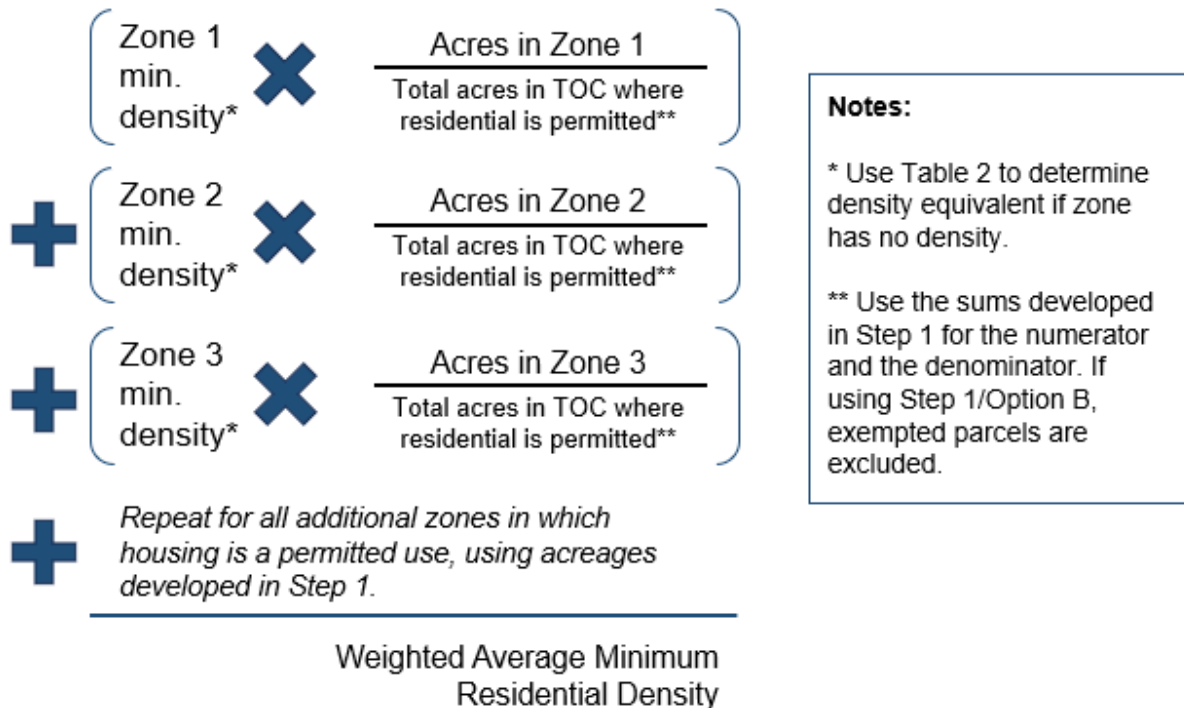 Zone 1
min.
density*
Acres in Zone 1
Total acres in TOC where
residential is permitted**
Zone 2
min.
density*
Acres in Zone 2
Total acres in TOC where
residential is permitted**
Zone 3
min.
density*
Acres in Zone 3
Total acres in TOC where
residential is permitted**
Repeat for all additional zones in which
housing is a permitted use, using acreages
developed in Step 1.
Weighted Average Minimum
Residential Density
Notes:
* Use Table 2 to determine
density equivalent if zone
has no density.
** Use the sums developed
in Step 1 for the numerator
and the denominator. If
using Step 1/Option B,
exempted parcels are
excluded.